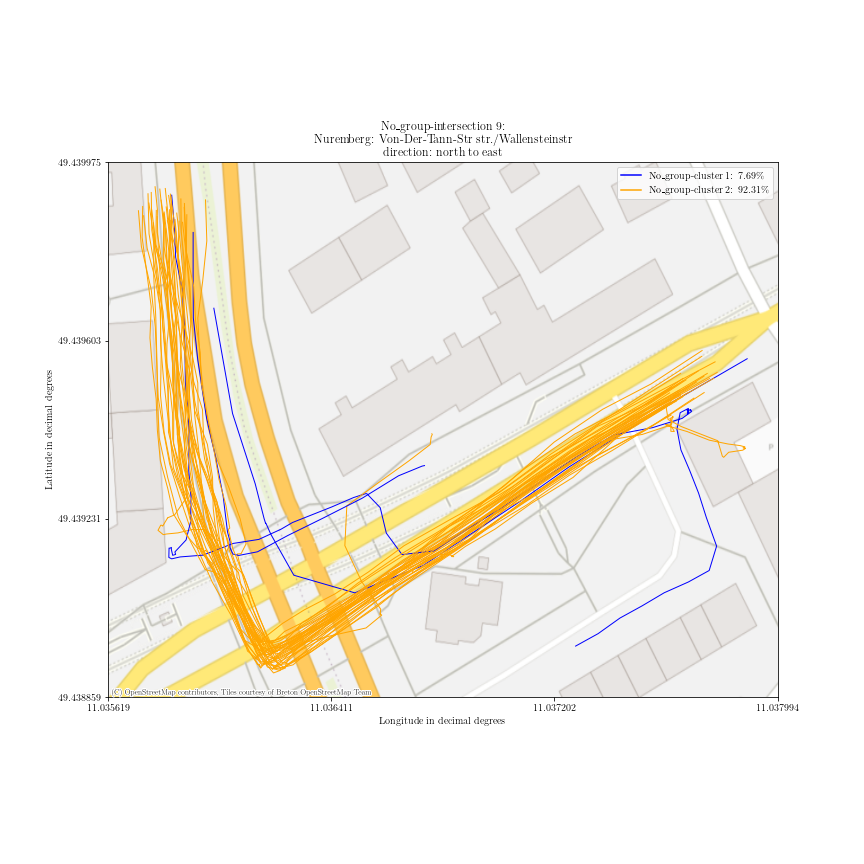 No_group-intersection 9:
Nuremberg: Von-Der-Tann-Str str./Wallensteinstr
direction: north to east
49.439975
No_group-cluster 1: 7.69%
No_group-cluster 2: 92.31%
49.439603
Latitude in decimal degrees
49.439231
(C) OpenStreetMap contributors, Tiles courtesy of Breton OpenStreetMap Team
49.438859
11.035619
11.036411
11.037202
11.037994
Longitude in decimal degrees